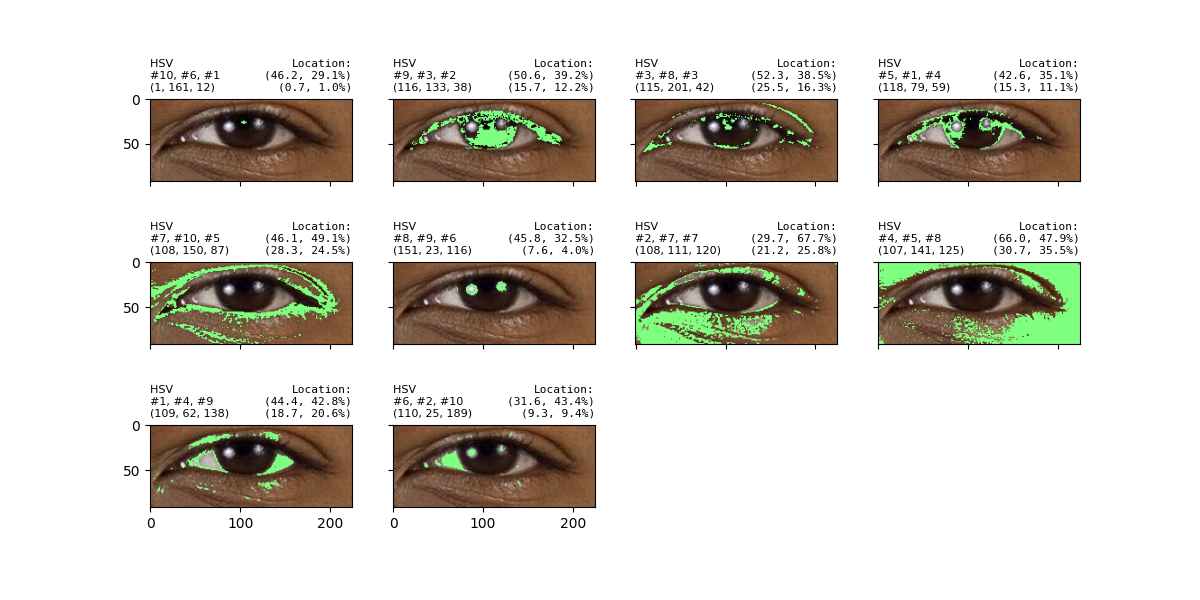 HSV Location:
#10, #6, #1 (46.2, 29.1%)
(1, 161, 12) (0.7, 1.0%)
HSV Location:
#9, #3, #2 (50.6, 39.2%)
(116, 133, 38) (15.7, 12.2%)
HSV Location:
#3, #8, #3 (52.3, 38.5%)
(115, 201, 42) (25.5, 16.3%)
HSV Location:
#5, #1, #4 (42.6, 35.1%)
(118, 79, 59) (15.3, 11.1%)
0
50
HSV Location:
#7, #10, #5 (46.1, 49.1%)
(108, 150, 87) (28.3, 24.5%)
HSV Location:
#8, #9, #6 (45.8, 32.5%)
(151, 23, 116) (7.6, 4.0%)
HSV Location:
#2, #7, #7 (29.7, 67.7%)
(108, 111, 120) (21.2, 25.8%)
HSV Location:
#4, #5, #8 (66.0, 47.9%)
(107, 141, 125) (30.7, 35.5%)
0
50
HSV Location:
#1, #4, #9 (44.4, 42.8%)
(109, 62, 138) (18.7, 20.6%)
HSV Location:
#6, #2, #10 (31.6, 43.4%)
(110, 25, 189) (9.3, 9.4%)
0
50
0 100 200
0 100 200